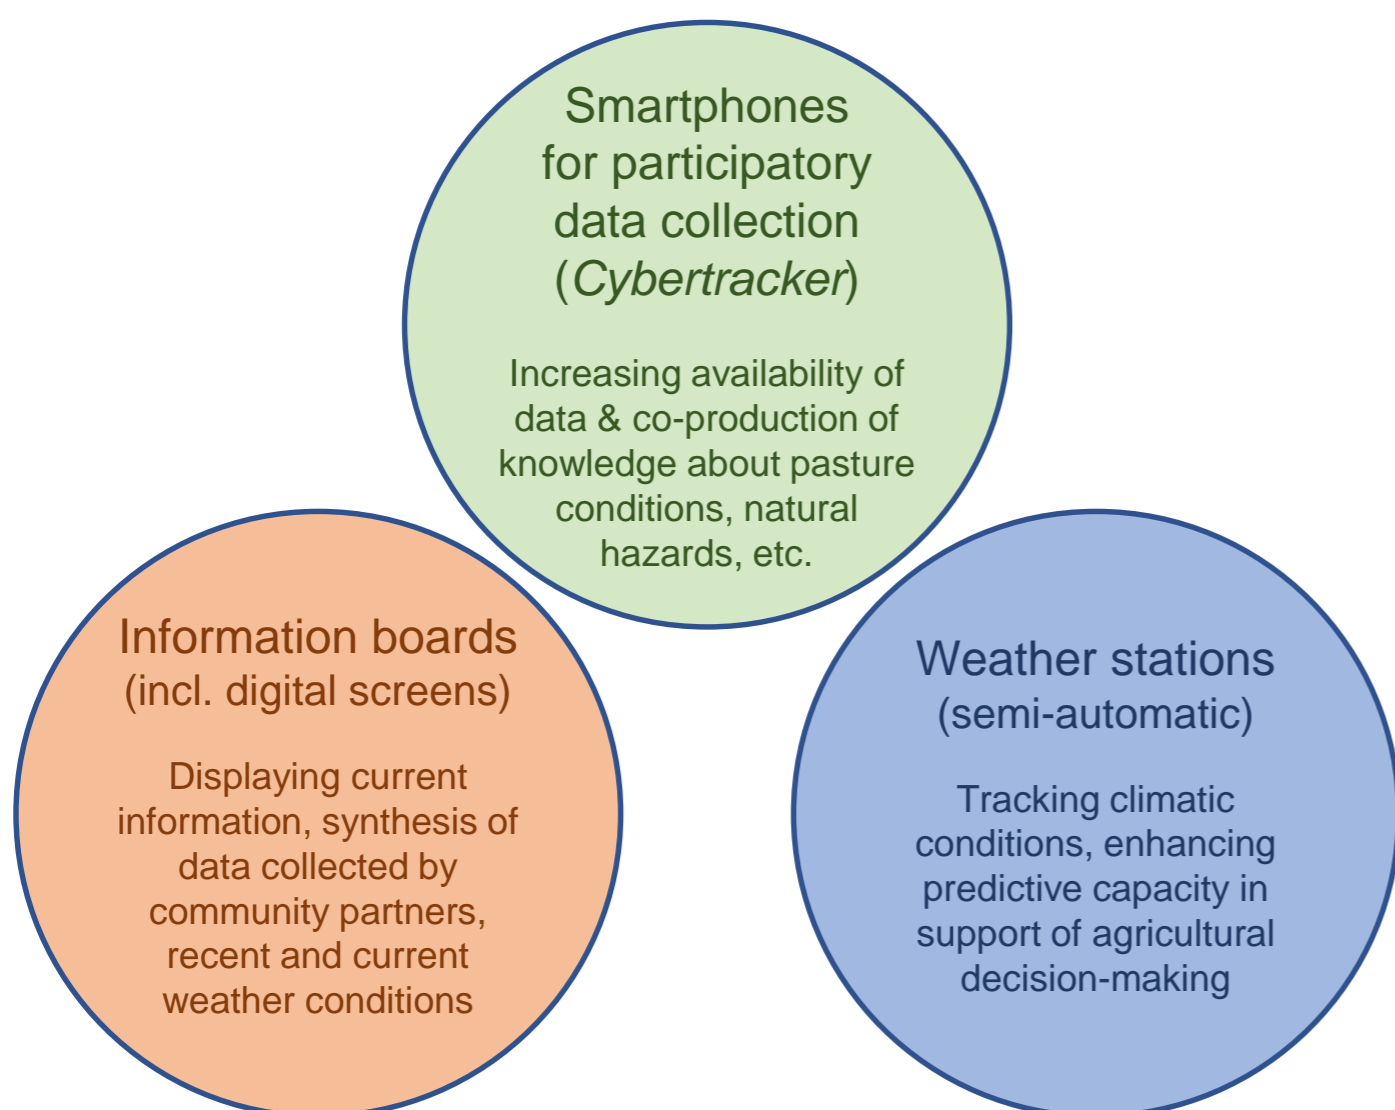 Smartphones
for participatory
data collection
(Cybertracker)
Increasing availability of
data & co-production of
knowledge about pasture
conditions, natural
hazards, etc.
Information boards
(incl. digital screens)
Displaying current
information, synthesis of
data collected by
community partners,
recent and current
weather conditions
Weather stations
(semi-automatic)
Tracking climatic
conditions, enhancing
predictive capacity in
support of agricultural
decision-making